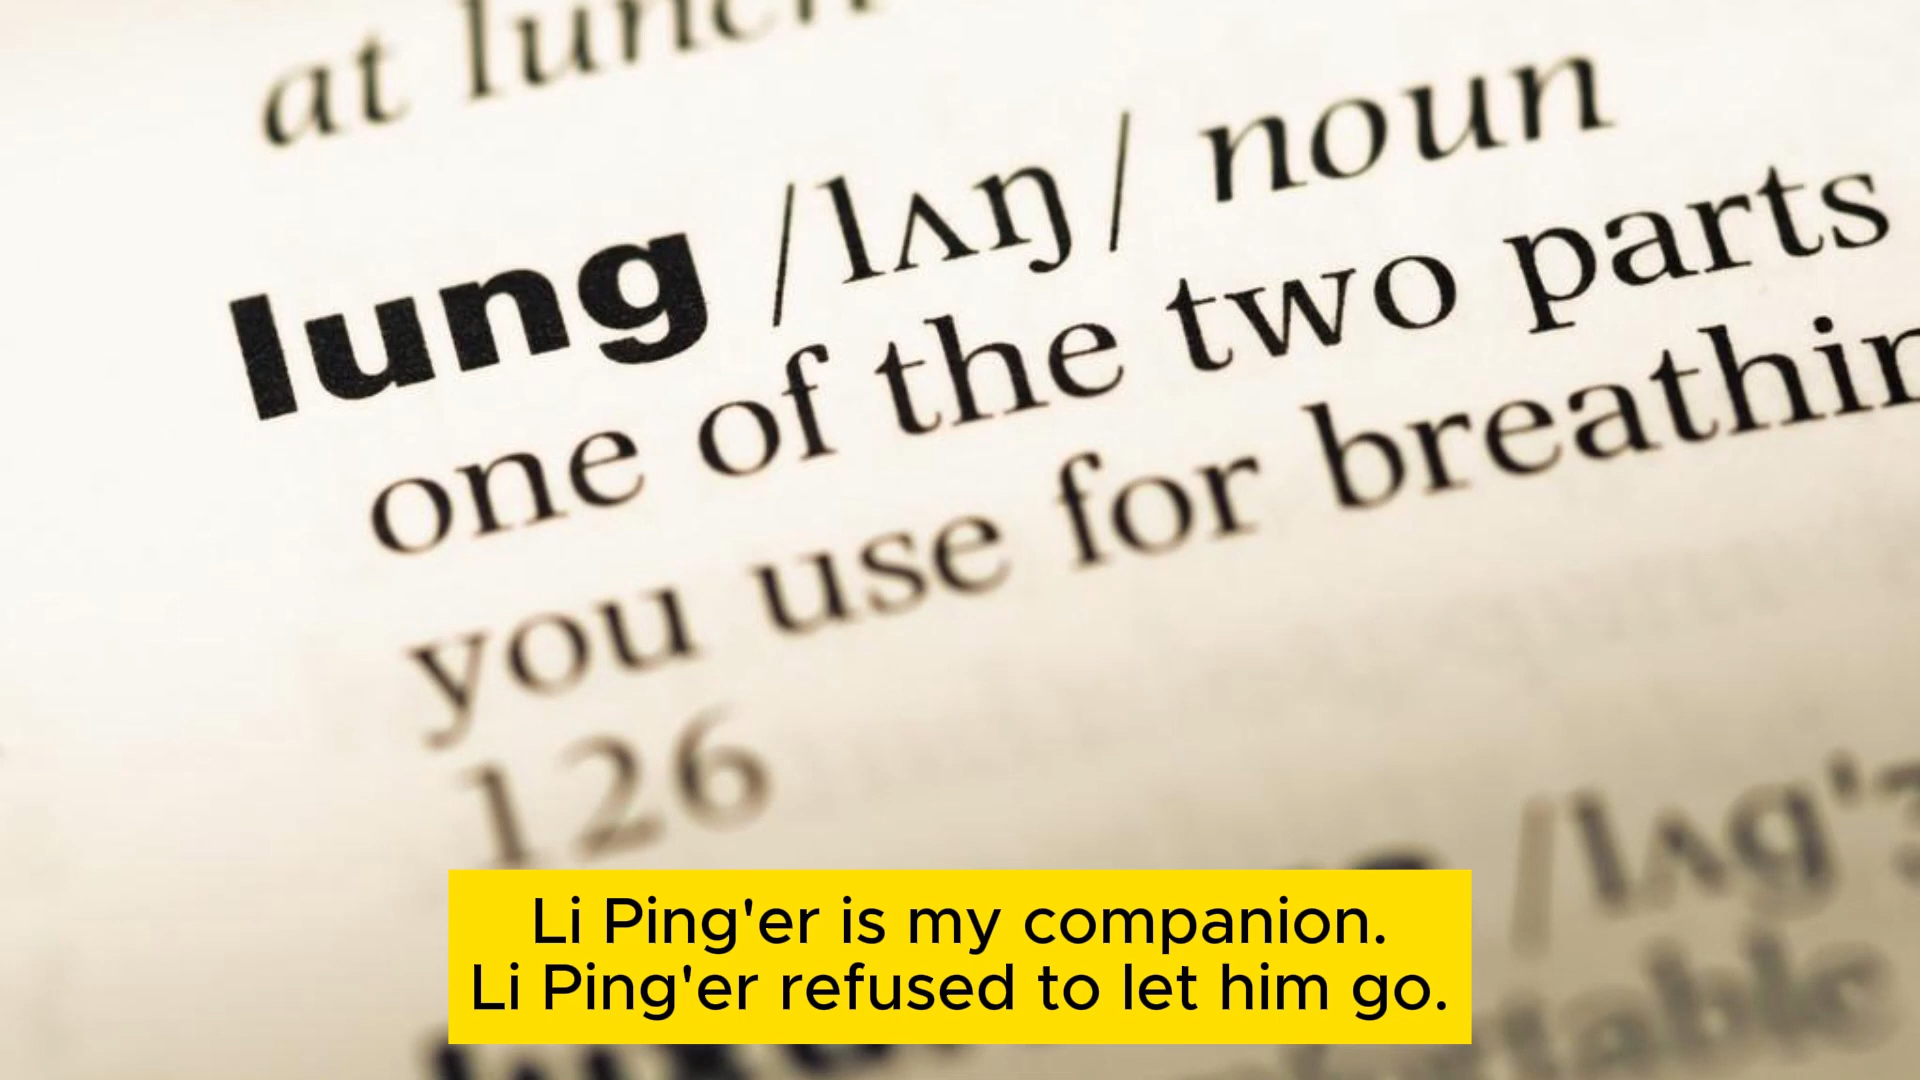 at lunch
lung /lʌŋ/ noun
one of the two parts
you use for breathin
126
Li Ping'er is my companion.
Li Ping'er refused to let him go.